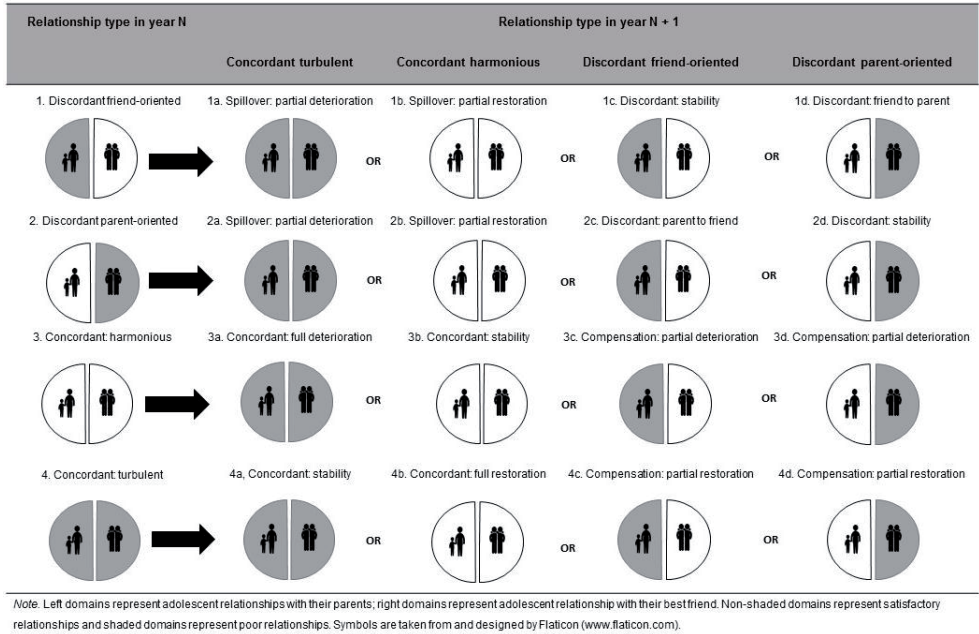 Relationship type in year N Relationship type in year N + 1
Concordant turbulent Concordant harmonious Discordant friend-oriented Discordant parent-oriented
1. Discordant friend-oriented 1a. Spillover: partial deterioration 1b. Spillover: partial restoration 1c. Discordant: stability 1d. Discordant: friend to parent
OR OR OR
2. Discordant parent-oriented 2a. Spillover: partial deterioration 2b. Spillover: partial restoration 2c. Discordant: parent to friend 2d. Discordant: stability
OR OR OR
3. Concordant: harmonious 3a. Concordant: full deterioration 3b. Concordant: stability 3c. Compensation: partial deterioration 3d. Compensation: partial deterioration
OR OR OR
4. Concordant: turbulent 4a, Concordant: stability 4b. Concordant: full restoration 4c. Compensation: partial restoration 4d. Compensation: partial restoration
OR OR OR
Note. Left domains represent adolescent relationships with their parents; right domains represent adolescent relationship with their best friend. Non-shaded domains represent satisfactory
relationships and shaded domains represent poor relationships. Symbols are taken from and designed by Flaticon (www.flaticon.com).